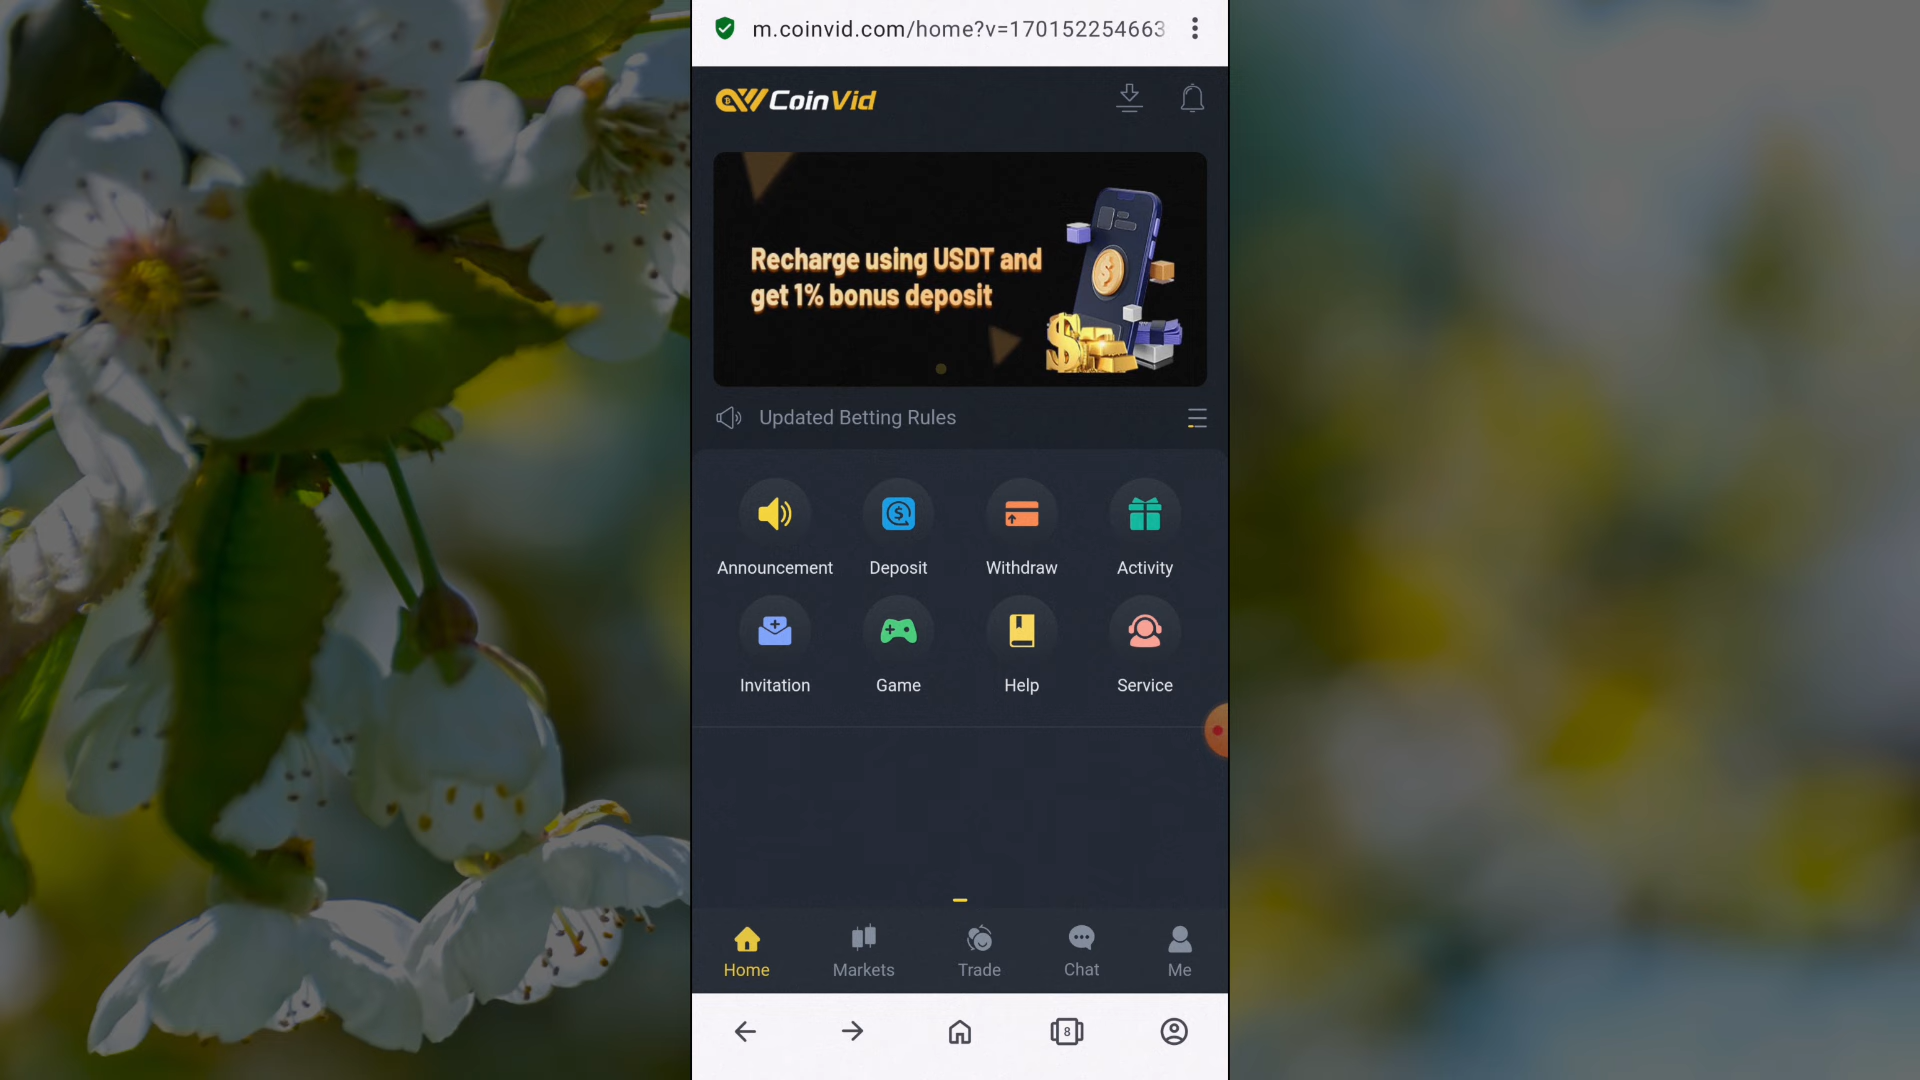 m.coinvid.com/home?v=170152254663
CoinVid
Recharge using USDT and
get 1% bonus deposit
Updated Betting Rules
Announcement
Deposit
Withdraw
Activity
Invitation
Game
Help
Service
Home
Markets
Trade
Chat
Me
8